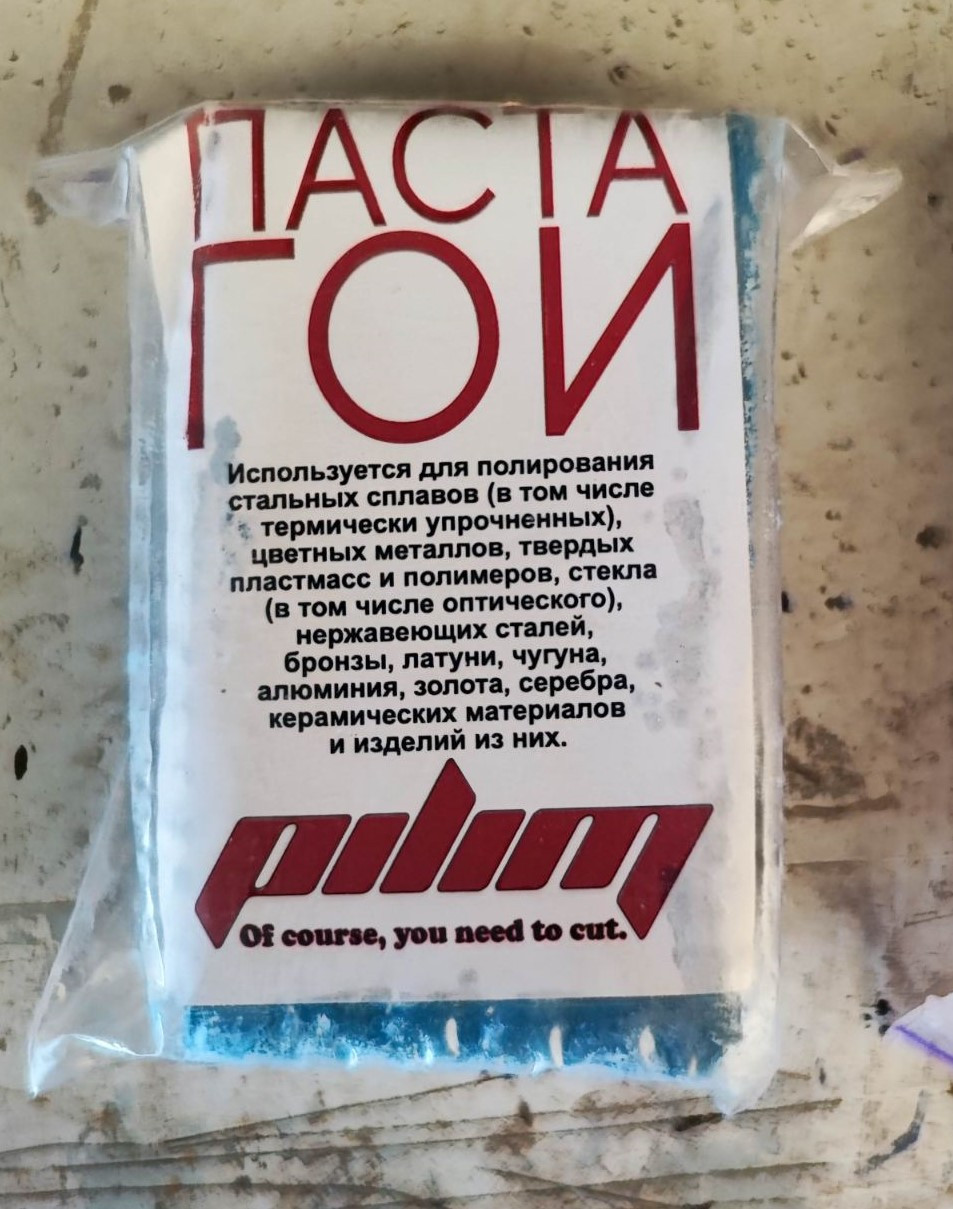 ПАСТА
ГОИ
Используется для полирования
стальных сплавов (в том числе
термически упрочненных),
цветных металлов, твердых
пластмасс и полимеров, стекла
(в том числе оптического),
нержавеющих сталей,
бронзы, латуни, чугуна,
алюминия, золота, серебра,
керамических материалов
и изделий из них.
pilim
Of course, you need to cut.